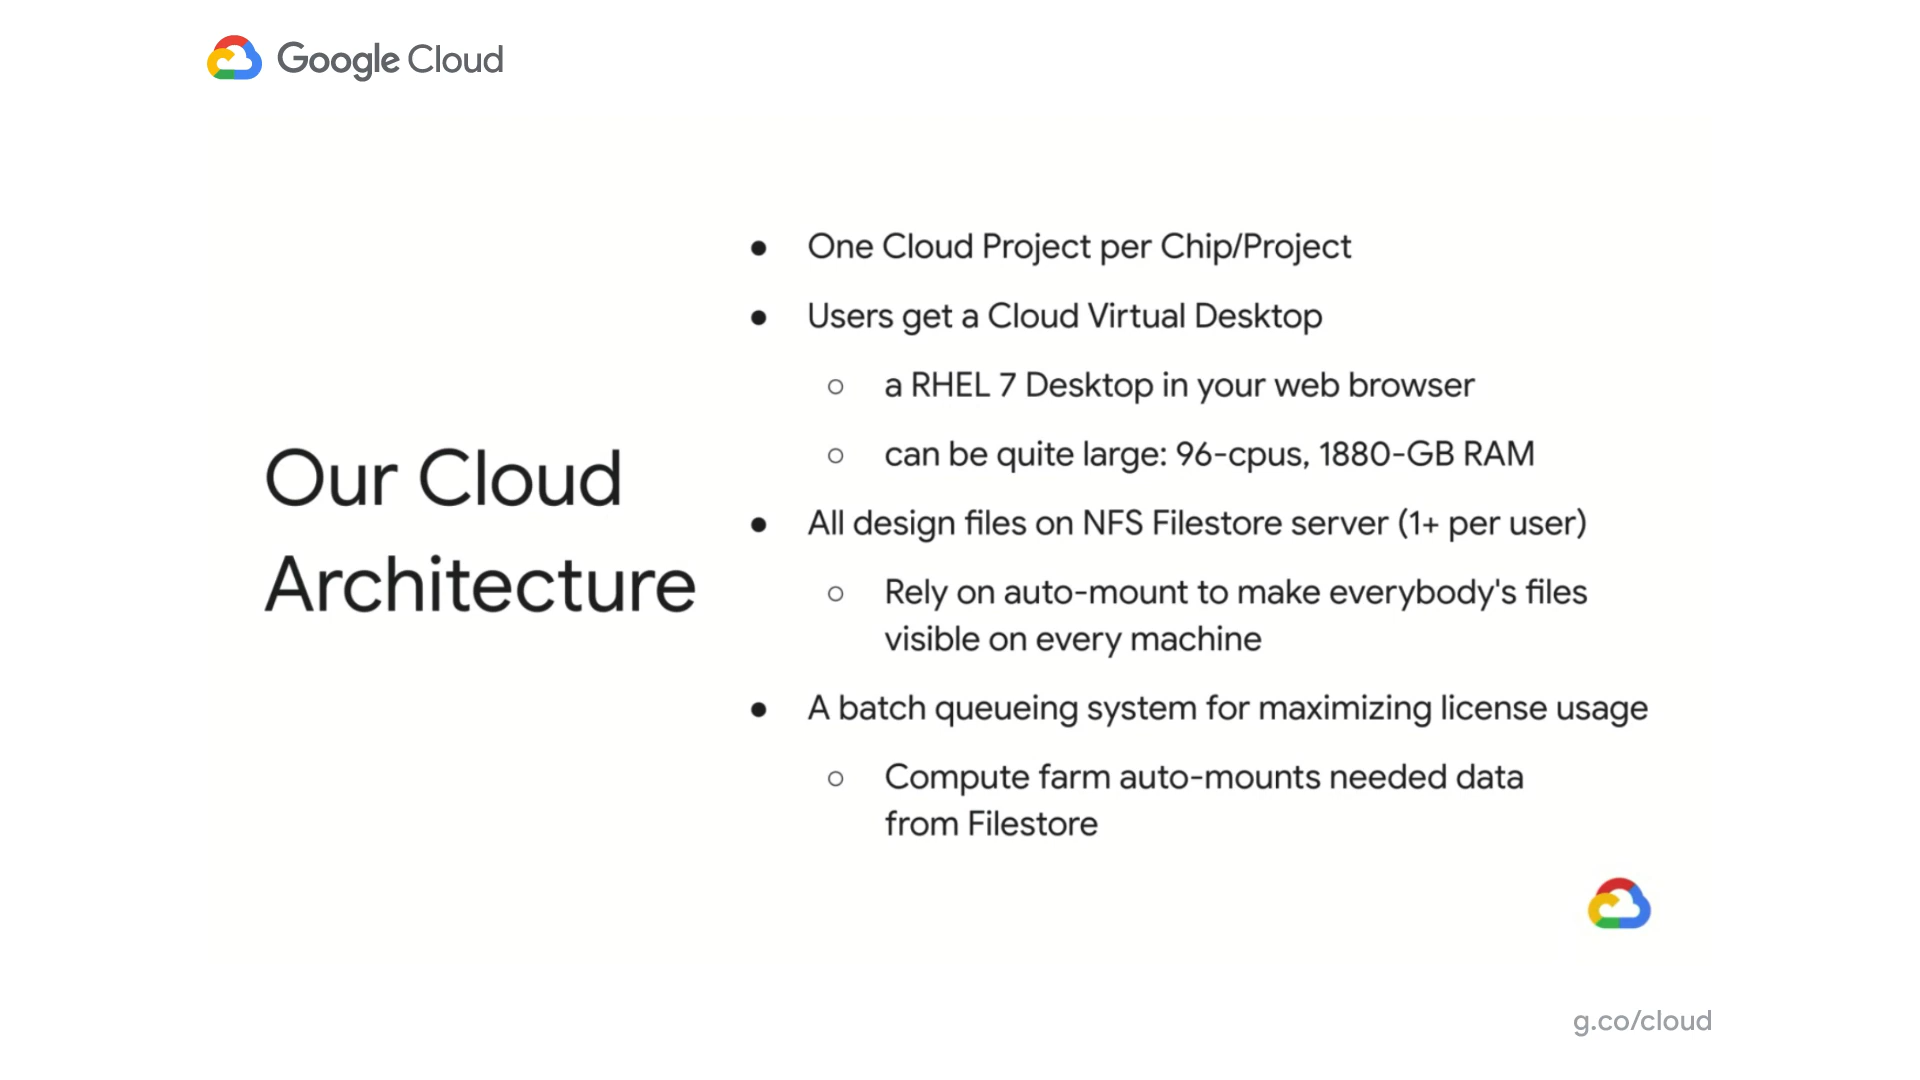 Google Cloud
Our Cloud
Architecture
● One Cloud Project per Chip/Project
● Users get a Cloud Virtual Desktop
○ a RHEL 7 Desktop in your web browser
○ can be quite large: 96-cpus, 1880-GB RAM
● All design files on NFS Filestore server (1+ per user)
○ Rely on auto-mount to make everybody's files
visible on every machine
● A batch queueing system for maximizing license usage
○ Compute farm auto-mounts needed data
from Filestore
g.co/cloud